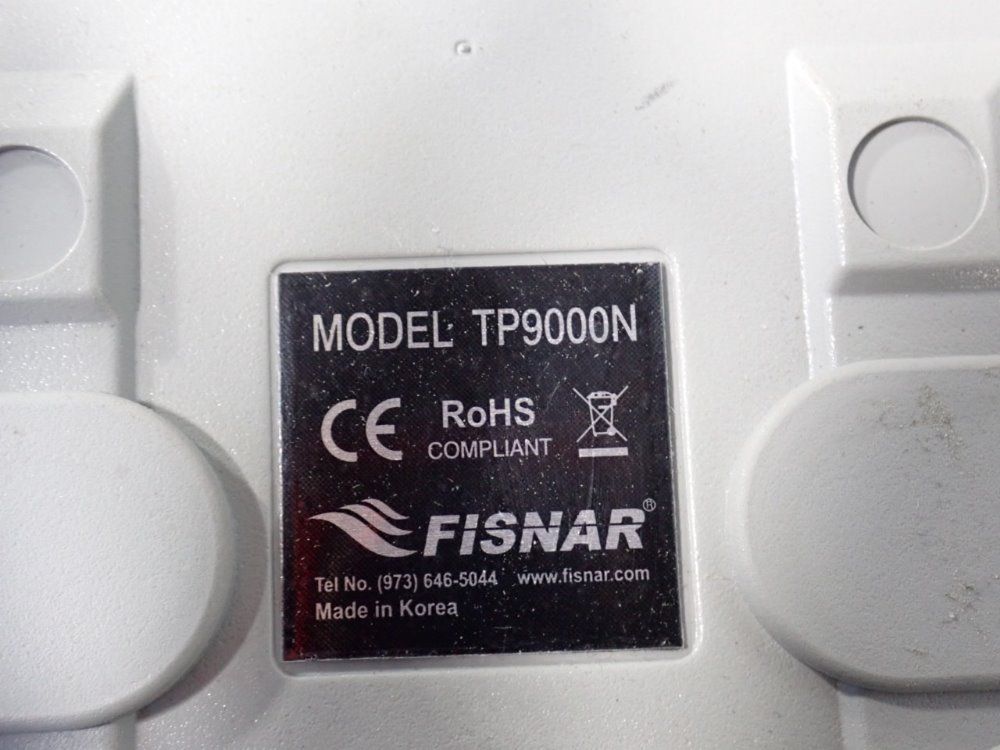 MODEL TP9000N
CE RoHS
COMPLIANT
FISNAR®
Tel No. (973) 646-5044 www.fisnar.com
Made in Korea